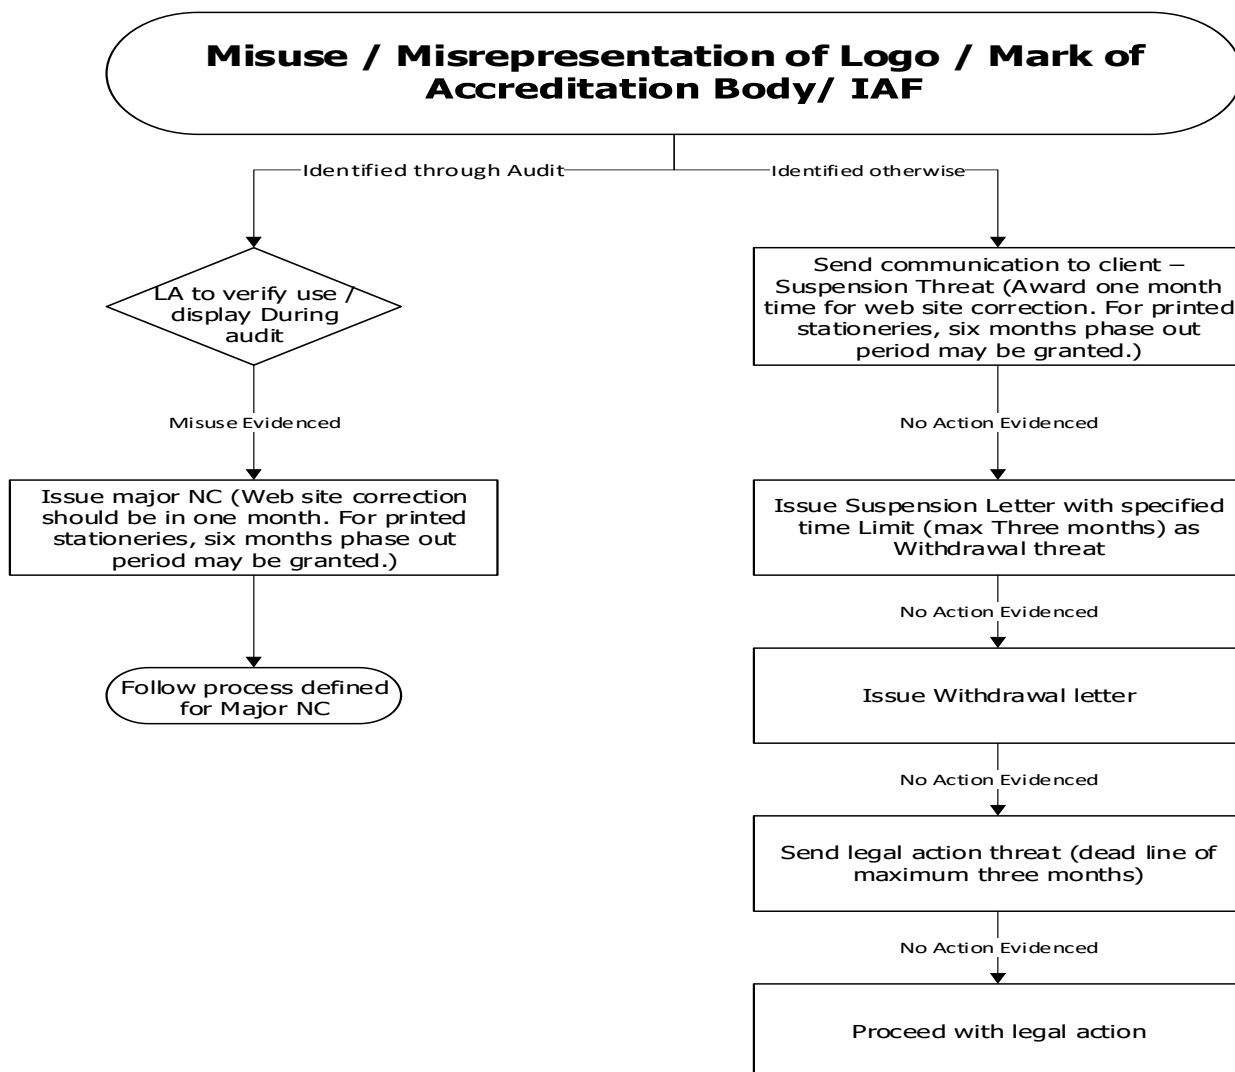 Misuse / Misrepresentation of Logo / Mark of
Accreditation Body/ IAF
Identified through Audit
Identified otherwise
LA to verify use /
display During
audit
Misuse Evidenced
Issue major NC (Web site correction
should be in one month. For printed
stationeries, six months phase out
period may be granted.)
Follow process defined
for Major NC
Send communication to client –
Suspension Threat (Award one month
time for web site correction. For printed
stationeries, six months phase out
period may be granted.)
No Action Evidenced
Issue Suspension Letter with specified
time Limit (max Three months) as
Withdrawal threat
No Action Evidenced
Issue Withdrawal letter
No Action Evidenced
Send legal action threat (dead line of
maximum three months)
No Action Evidenced
Proceed with legal action